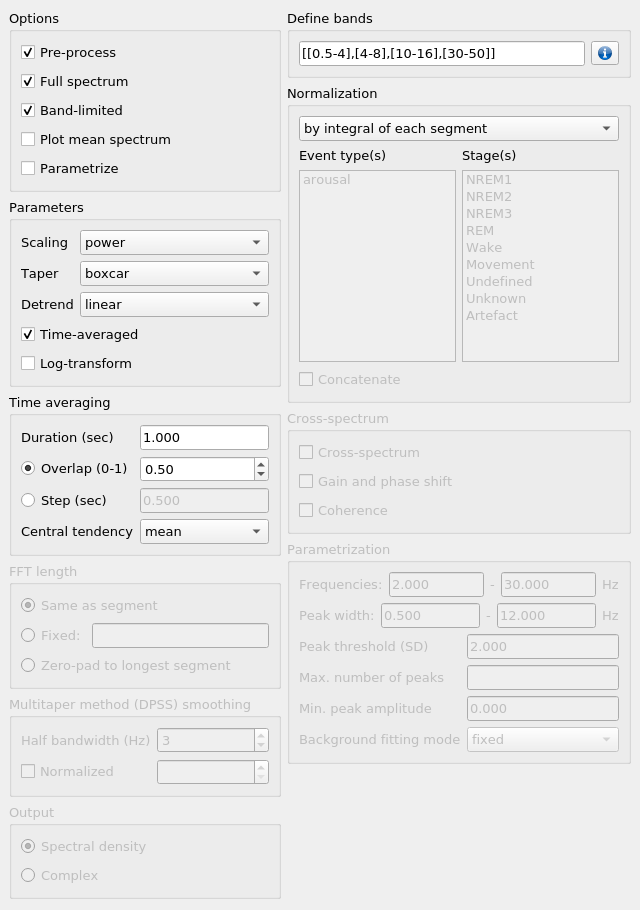 Options
Pre-process
Full spectrum
Band-limited
Plot mean spectrum
Parametrize
Parameters
Scaling power
Taper boxcar
Detrend linear
Time-averaged
Log-transform
Time averaging
Duration (sec) 1.000
Overlap (0-1) 0.50
Step (sec) 0.500
Central tendency mean
FFT length
Same as segment
Fixed:
Zero-pad to longest segment
Multitaper method (DPSS) smoothing
Half bandwidth (Hz) 3
Normalized
Output
Spectral density
Complex
Define bands
[[0.5-4],[4-8],[10-16],[30-50]]
Normalization
by integral of each segment
Event type(s) Stage(s)
arousal NREM1
NREM2
NREM3
REM
Wake
Movement
Undefined
Unknown
Artefact
Concatenate
Cross-spectrum
Cross-spectrum
Gain and phase shift
Coherence
Parametrization
Frequencies: 2.000 - 30.000 Hz
Peak width: 0.500 - 12.000 Hz
Peak threshold (SD) 2.000
Max. number of peaks
Min. peak amplitude 0.000
Background fitting mode fixed